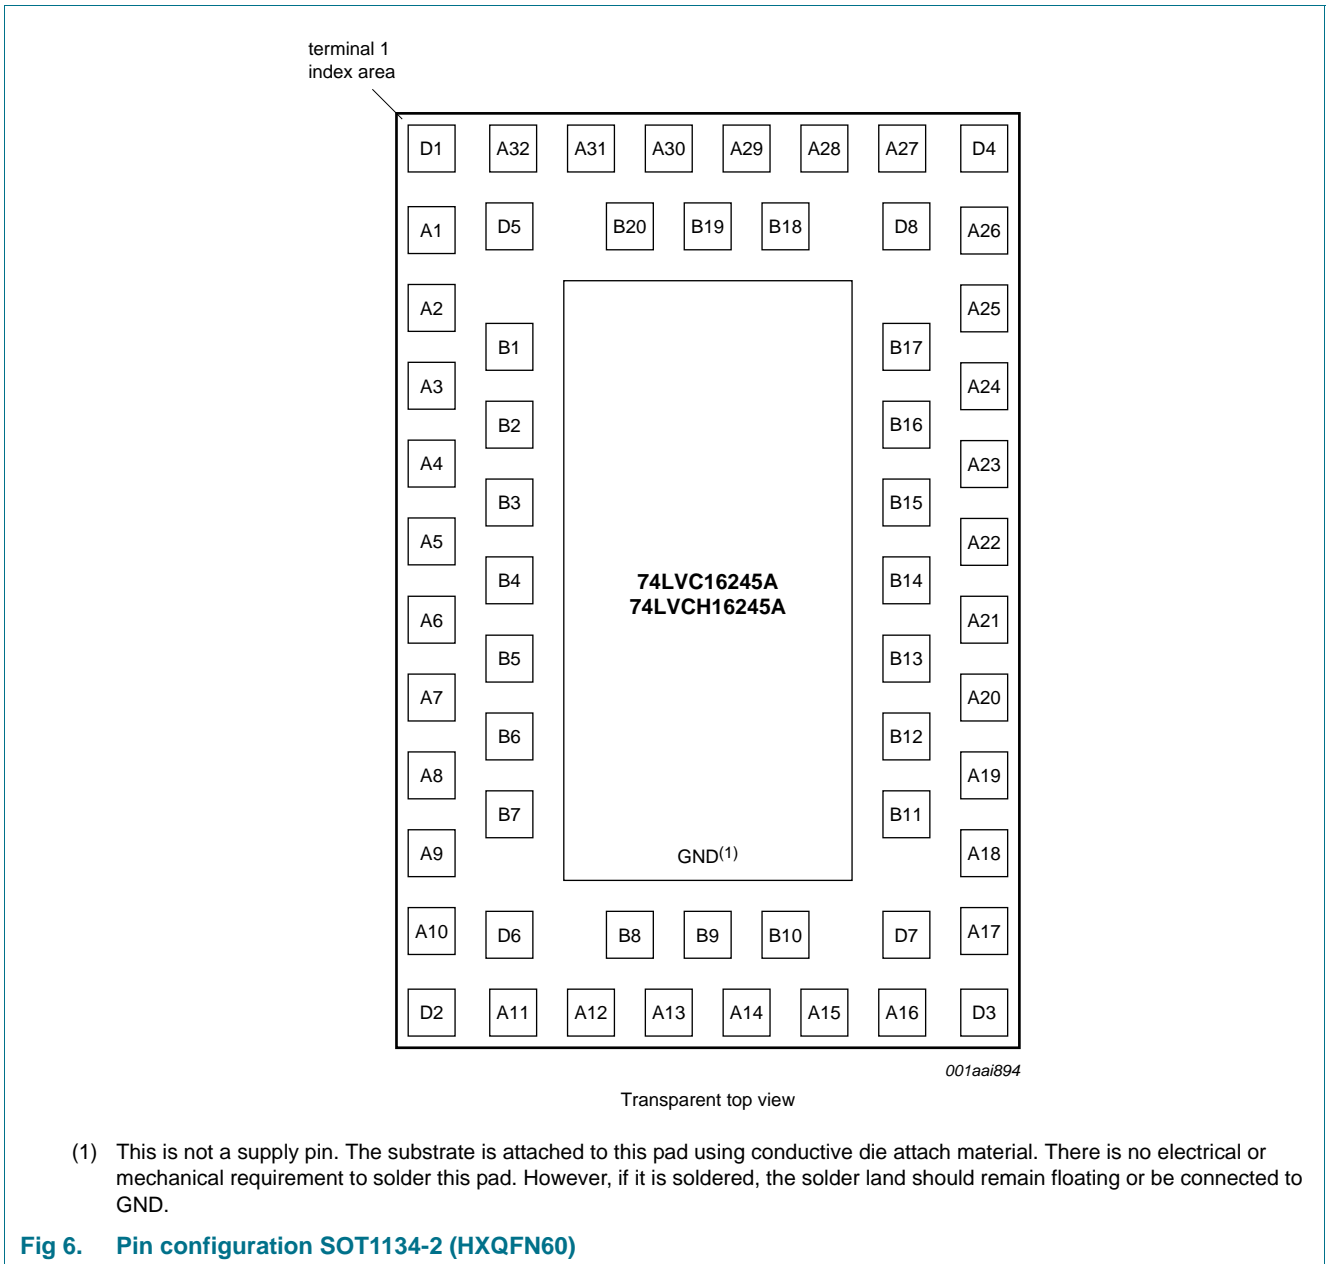 terminal 1
index area
D1 A32 A31 A30 A29 A28 A27 D4
A1 D5 B20 B19 B18 D8 A26
A2 A25
B1 B17
A3 A24
B2 B16
A4 A23
B3 B15
A5 A22
B4 74LVC16245A B14
74LVCH16245A
A6 A21
B5 B13
A7 A20
B6 B12
A8 A19
B7 B11
A9 GND(1) A18
A10 D6 B8 B9 B10 D7 A17
D2 A11 A12 A13 A14 A15 A16 D3
001aai894
Transparent top view
(1) This is not a supply pin. The substrate is attached to this pad using conductive die attach material. There is no electrical or
mechanical requirement to solder this pad. However, if it is soldered, the solder land should remain floating or be connected to
GND.
Fig 6. Pin configuration SOT1134-2 (HXQFN60)